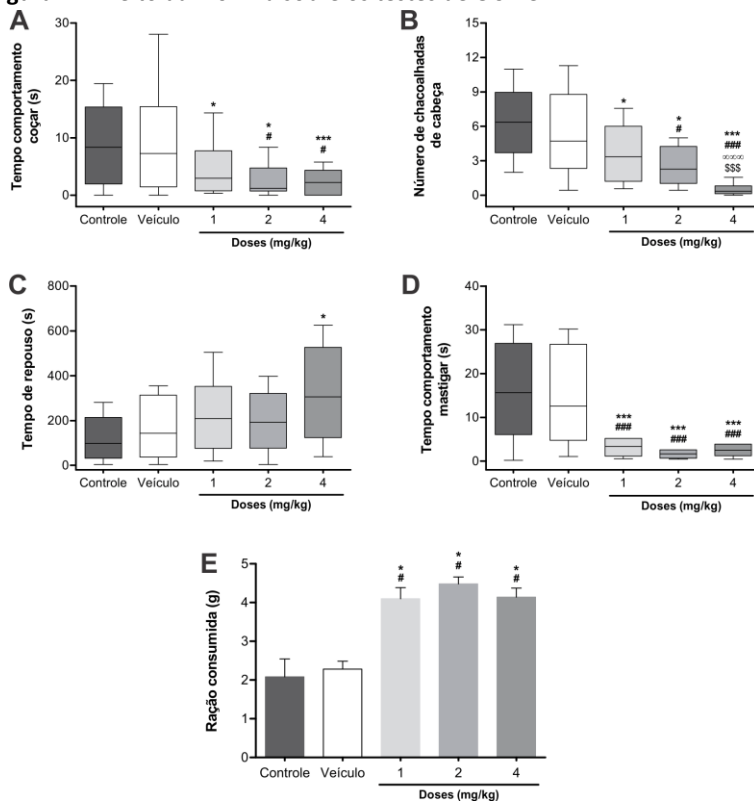 A
Tempo comportamento
coçar (s)
30
20
10
0
*
*
#
***
#
Controle Veículo 1 2 4
Doses (mg/kg)
B
Número de chacoalhadas
de cabeça
15
12
9
6
3
0
*
*
#
***
###
∞∞∞
$$$
Controle Veículo 1 2 4
Doses (mg/kg)
C
Tempo de repouso (s)
800
600
400
200
0
*
Controle Veículo 1 2 4
Doses (mg/kg)
D
Tempo comportamento
mastigar (s)
40
30
20
10
0
***
###
***
###
***
###
Controle Veículo 1 2 4
Doses (mg/kg)
E
Ração consumida (g)
5
4
3
2
1
0
*
#
*
#
*
#
Controle Veículo 1 2 4
Doses (mg/kg)